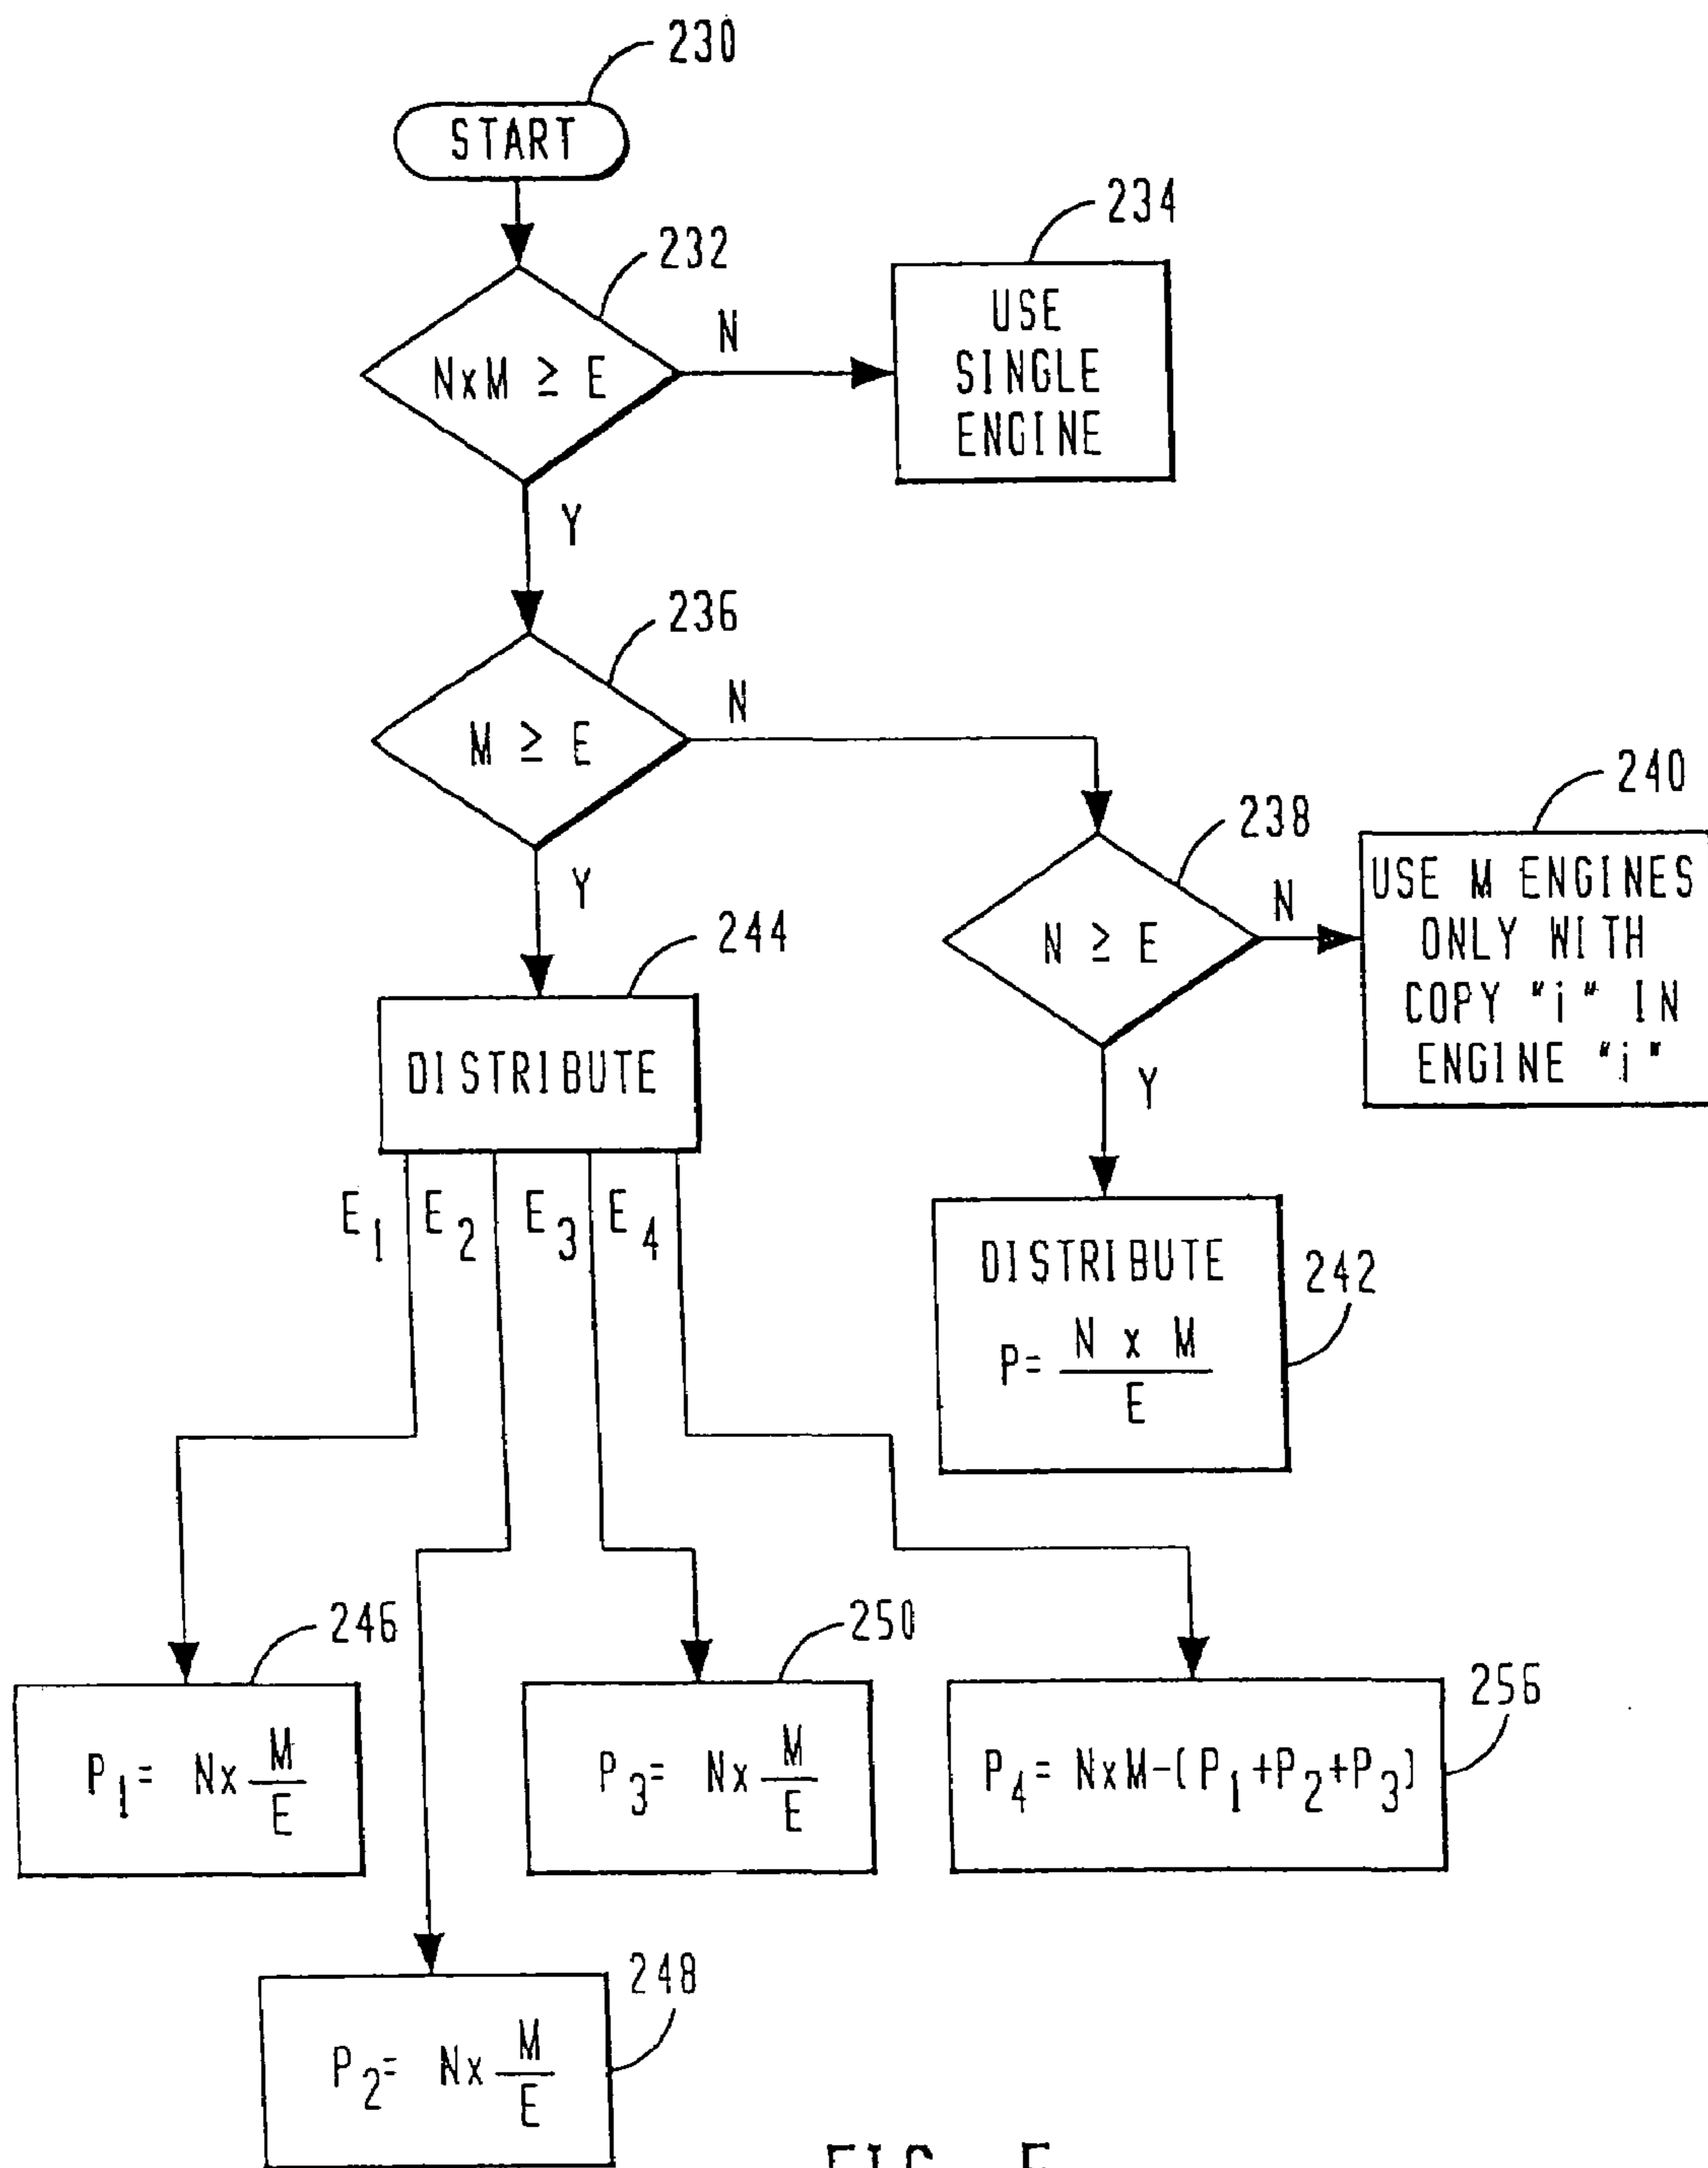 230
START
232
N×M ≥ E
N
234
USE
SINGLE
ENGINE
Y
236
M ≥ E
N
238
N ≥ E
N
240
USE M ENGINES
ONLY WITH
COPY "i" IN
ENGINE "i"
Y
244
DISTRIBUTE
Y
242
DISTRIBUTE
P= N x M
E
E1 E2 E3 E4
246
P1= N× M
E
250
P3= N× M
E
256
P4= N×M-(P1+P2+P3)
248
P2= N× M
E